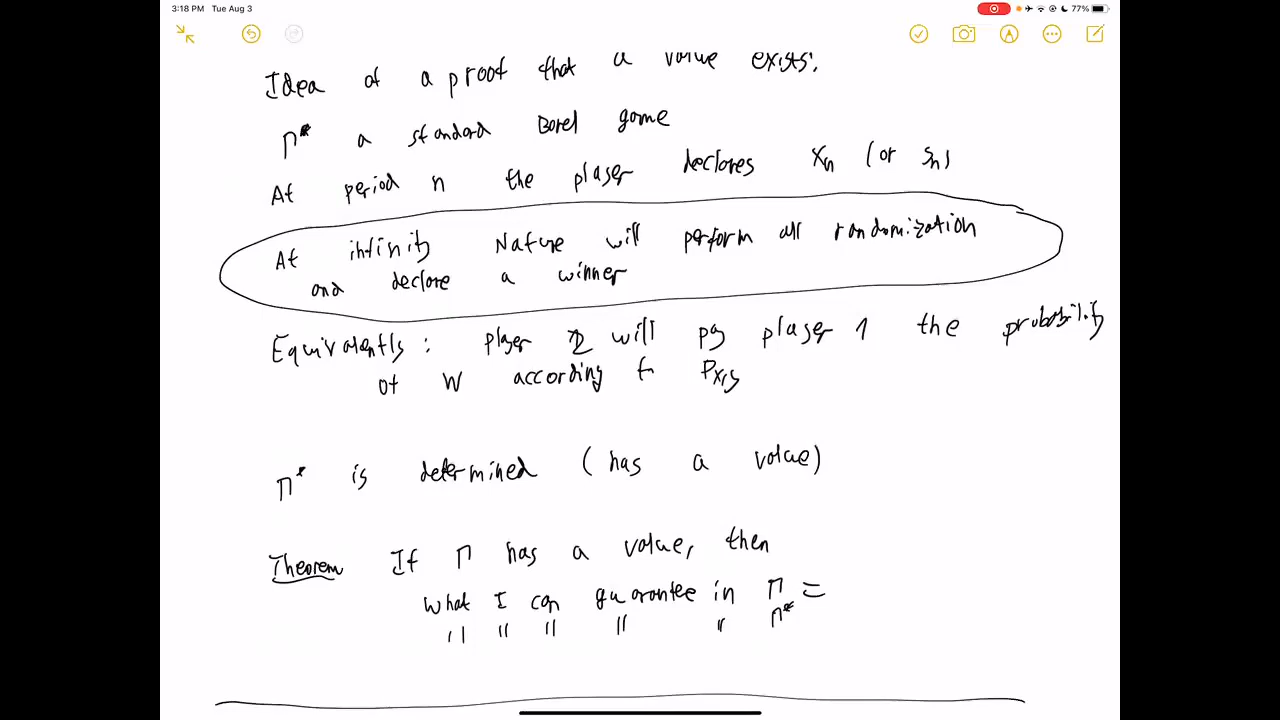 3:18 PM Tue Aug 3
77%
Idea of a proof that a value exists.
Γ* a standard Borel game
At period n the player declares xn (or sn)
At infinity Nature will perform all randomization
and declare a winner
Equivalently: player 2 will pay player 1 the probability
of W according to Px,s
Γ* is determined (has a value)
Theorem If Γ has a value, then
What I can guarantee in Γ =
" " " " " Γ*